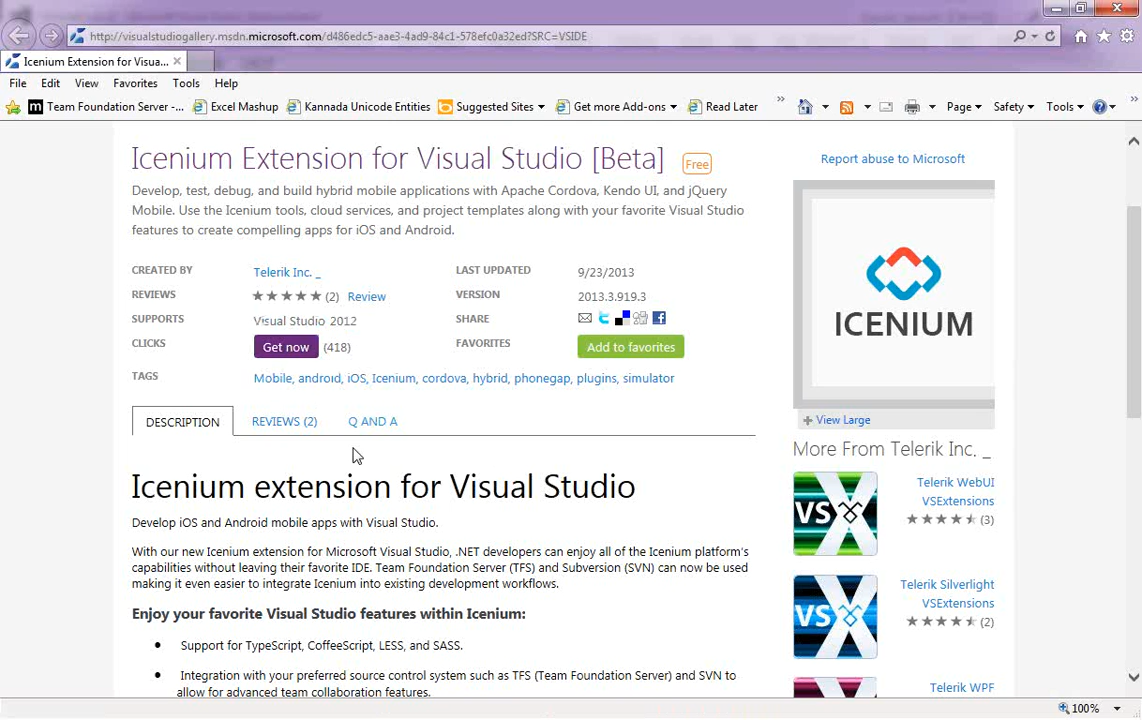 http://visualstudiogallery.msdn.microsoft.com/d486edc5-aae3-4ad9-84c1-578efc0a32ed?SRC=VSIDE
Icenium Extension for Visua...
File Edit View Favorites Tools Help
Team Foundation Server -... Excel Mashup Kannada Unicode Entities Suggested Sites Get more Add-ons Read Later Page Safety Tools
Icenium Extension for Visual Studio [Beta] Free
Report abuse to Microsoft
Develop, test, debug, and build hybrid mobile applications with Apache Cordova, Kendo UI, and jQuery
Mobile. Use the Icenium tools, cloud services, and project templates along with your favorite Visual Studio
features to create compelling apps for iOS and Android.
CREATED BY Telerik Inc. _ LAST UPDATED 9/23/2013
REVIEWS (2) Review VERSION 2013.3.919.3
SUPPORTS Visual Studio 2012 SHARE
CLICKS Get now (418) FAVORITES Add to favorites
TAGS Mobile, android, iOS, Icenium, cordova, hybrid, phonegap, plugins, simulator
ICENIUM
View Large
DESCRIPTION REVIEWS (2) Q AND A
More From Telerik Inc. _
Telerik WebUI
VSExtensions
(3)
VS
Telerik Silverlight
VSExtensions
(2)
VS
Telerik WPF
Icenium extension for Visual Studio
Develop iOS and Android mobile apps with Visual Studio.
With our new Icenium extension for Microsoft Visual Studio, .NET developers can enjoy all of the Icenium platform's
capabilities without leaving their favorite IDE. Team Foundation Server (TFS) and Subversion (SVN) can now be used
making it even easier to integrate Icenium into existing development workflows.
Enjoy your favorite Visual Studio features within Icenium:
• Support for TypeScript, CoffeeScript, LESS, and SASS.
• Integration with your preferred source control system such as TFS (Team Foundation Server) and SVN to
allow for advanced team collaboration features.
100%